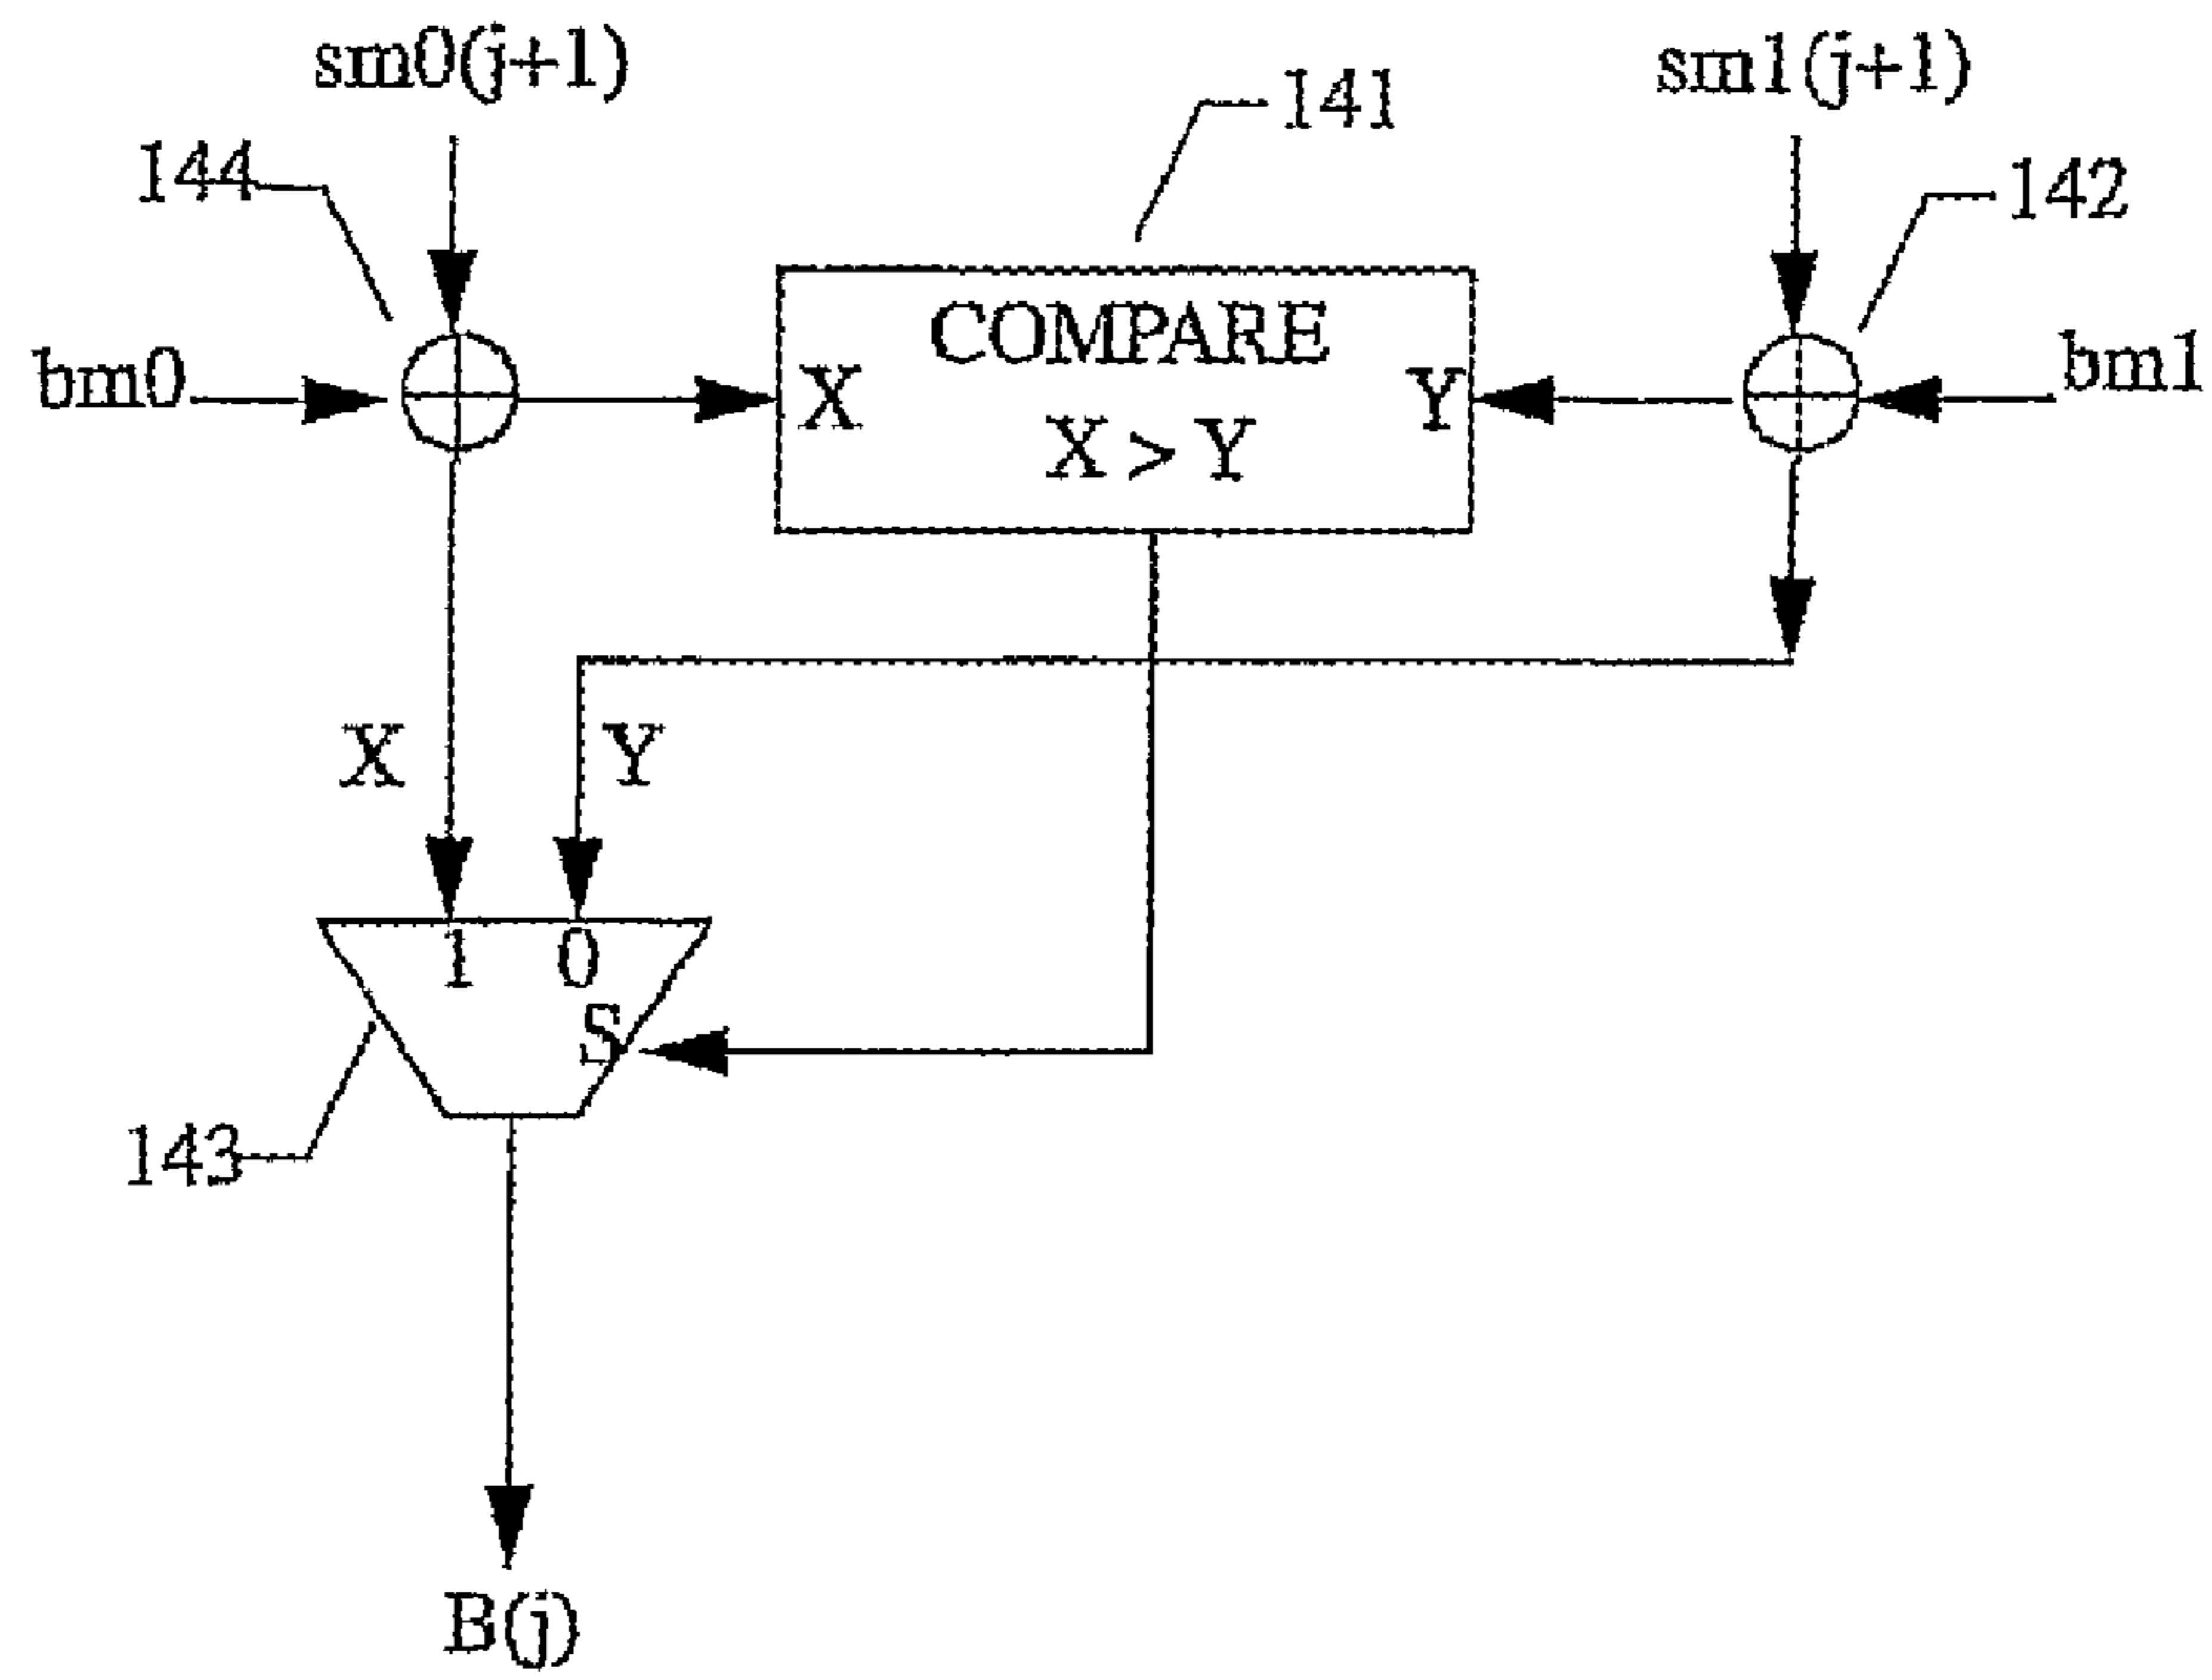 sm0(j+1)
sm1(j+1)
141
144
142
COMPARE
bm0
X
Y
bm1
X > Y
X
Y
1
0
S
143
B(j)